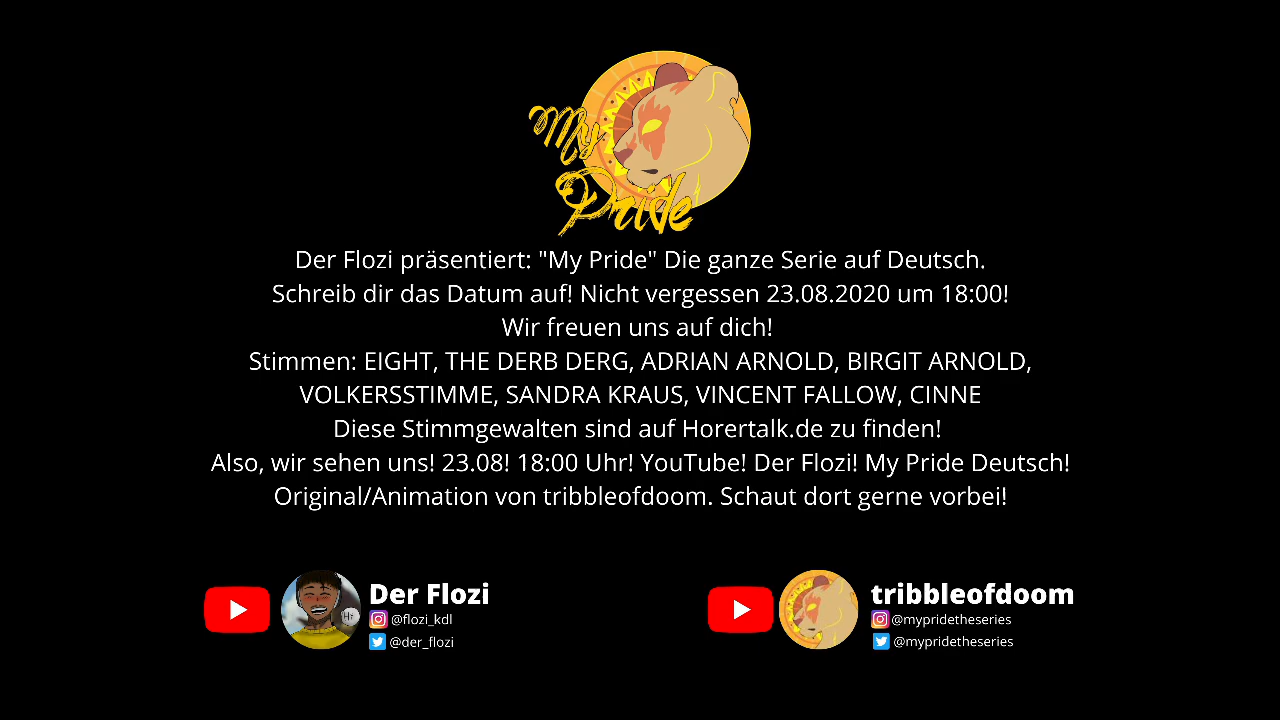 My
Pride
Der Flozi präsentiert: "My Pride" Die ganze Serie auf Deutsch.
Schreib dir das Datum auf! Nicht vergessen 23.08.2020 um 18:00!
Wir freuen uns auf dich!
Stimmen: EIGHT, THE DERB DERG, ADRIAN ARNOLD, BIRGIT ARNOLD,
VOLKERSSTIMME, SANDRA KRAUS, VINCENT FALLOW, CINNE
Diese Stimmgewalten sind auf Horertalk.de zu finden!
Also, wir sehen uns! 23.08! 18:00 Uhr! YouTube! Der Flozi! My Pride Deutsch!
Original/Animation von tribbleofdoom. Schaut dort gerne vorbei!
Der Flozi
@flozi_kdl
@der_flozi
Hi
tribbleofdoom
@mypridetheseries
@mypridetheseries